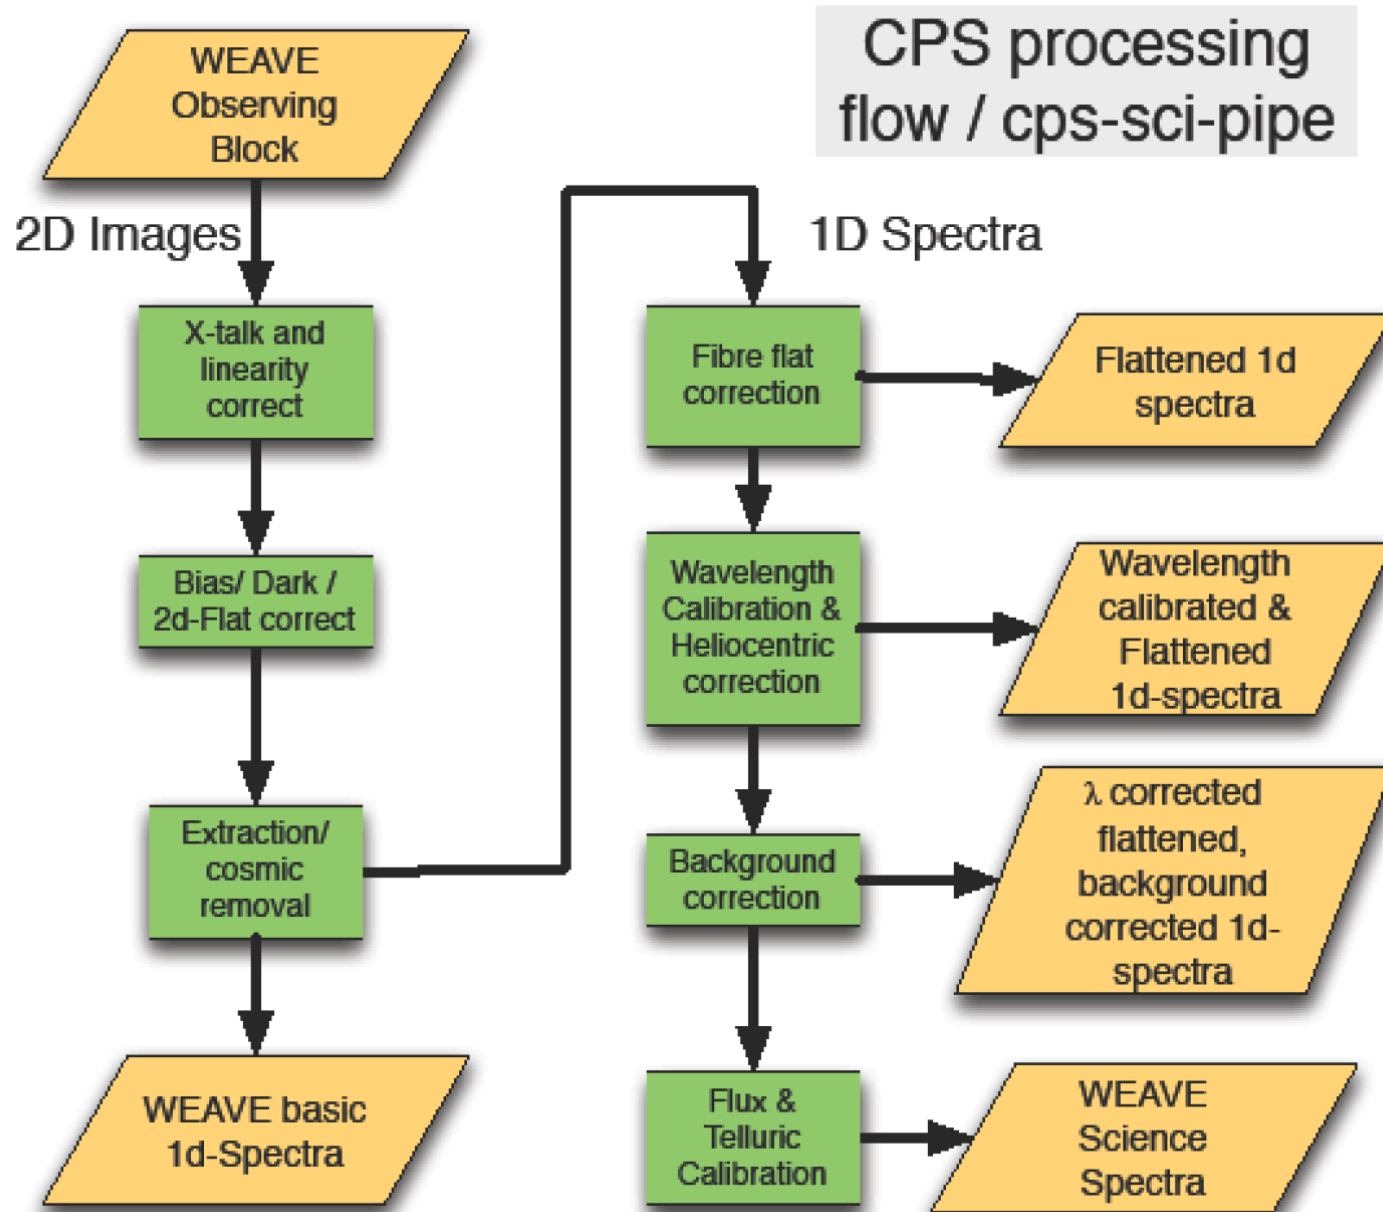 CPS processing
flow / cps-sci-pipe
WEAVE
Observing
Block
2D Images
X-talk and
linearity
correct
Bias/ Dark /
2d-Flat correct
Extraction/
cosmic
removal
WEAVE basic
1d-Spectra
1D Spectra
Fibre flat
correction
Flattened 1d
spectra
Wavelength
Calibration &
Heliocentric
correction
Wavelength
calibrated &
Flattened
1d-spectra
Background
correction
λ corrected
flattened,
background
corrected 1d-
spectra
Flux &
Telluric
Calibration
WEAVE
Science
Spectra